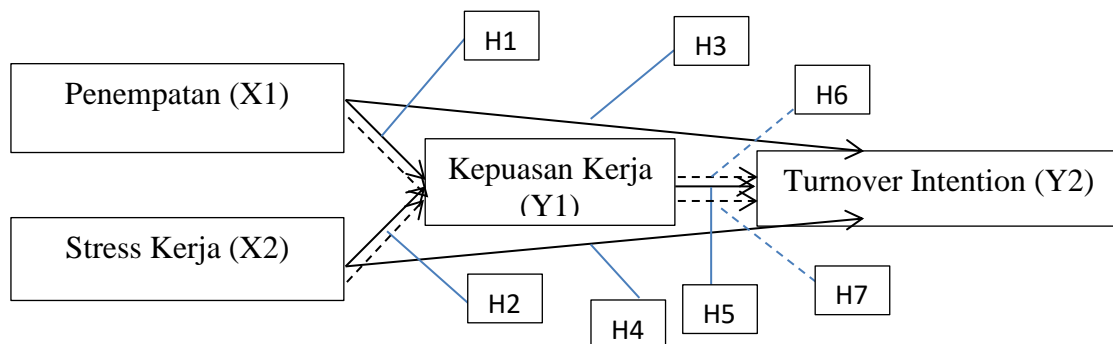 H1
H3
Penempatan (X1)
H6
Kepuasan Kerja
(Y1)
Turnover Intention (Y2)
Stress Kerja (X2)
H2
H4
H5
H7